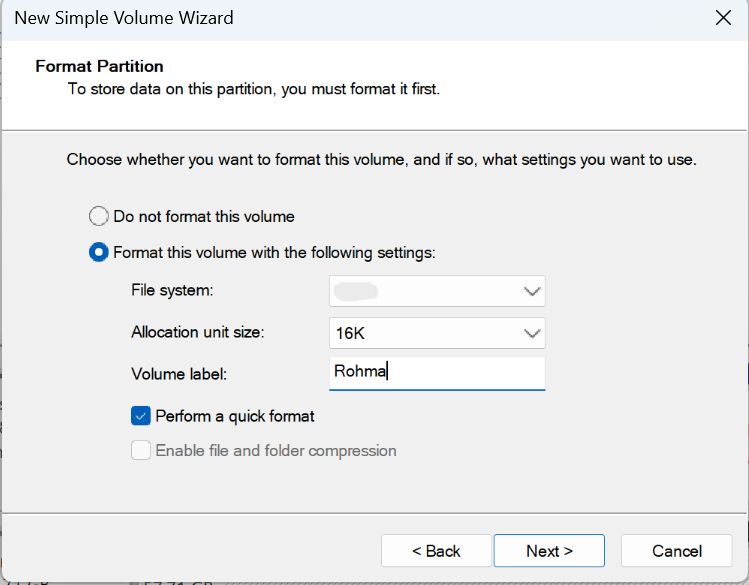 New Simple Volume Wizard
Format Partition
To store data on this partition, you must format it first.
Choose whether you want to format this volume, and if so, what settings you want to use.
Do not format this volume
Format this volume with the following settings:
File system:
Allocation unit size: 16K
Volume label: Rohma
Perform a quick format
Enable file and folder compression
< Back Next > Cancel